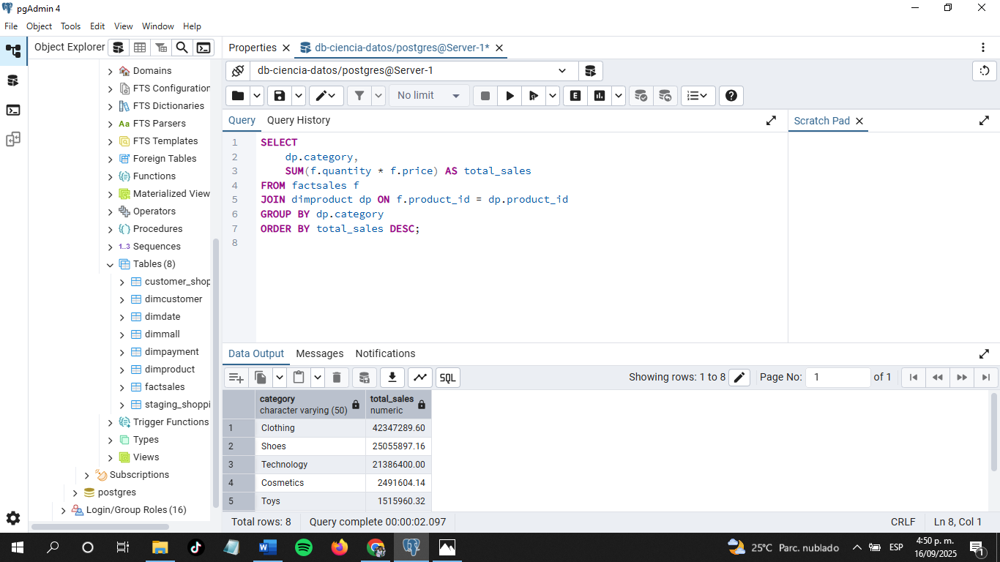 pgAdmin 4
File Object Tools Edit View Window Help
Object Explorer
Properties
db-ciencia-datos/postgres@Server-1*
db-ciencia-datos/postgres@Server-1
No limit
E
Query Query History
Scratch Pad
Domains
FTS Configuration
FTS Dictionaries
Aa FTS Parsers
FTS Templates
Foreign Tables
Functions
Materialized View
Operators
Procedures
1..3 Sequences
Tables (8)
customer_shop
dimcustomer
dimdate
dimmall
dimpayment
dimproduct
factsales
staging_shoppi
Trigger Functions
Types
Views
Subscriptions
postgres
Login/Group Roles (16)
1 SELECT
2 dp.category,
3 SUM(f.quantity * f.price) AS total_sales
4 FROM factsales f
5 JOIN dimproduct dp ON f.product_id = dp.product_id
6 GROUP BY dp.category
7 ORDER BY total_sales DESC;
8
Data Output Messages Notifications
SQL
Showing rows: 1 to 8
Page No: 1 of 1
category total_sales
character varying (50) numeric
1 Clothing 42347289.60
2 Shoes 25055897.16
3 Technology 21386400.00
4 Cosmetics 2491604.14
5 Toys 1515960.32
Total rows: 8 Query complete 00:00:02.097 CRLF Ln 8, Col 1
25°C Parc. nublado ESP
4:50 p. m.
16/09/2025
1